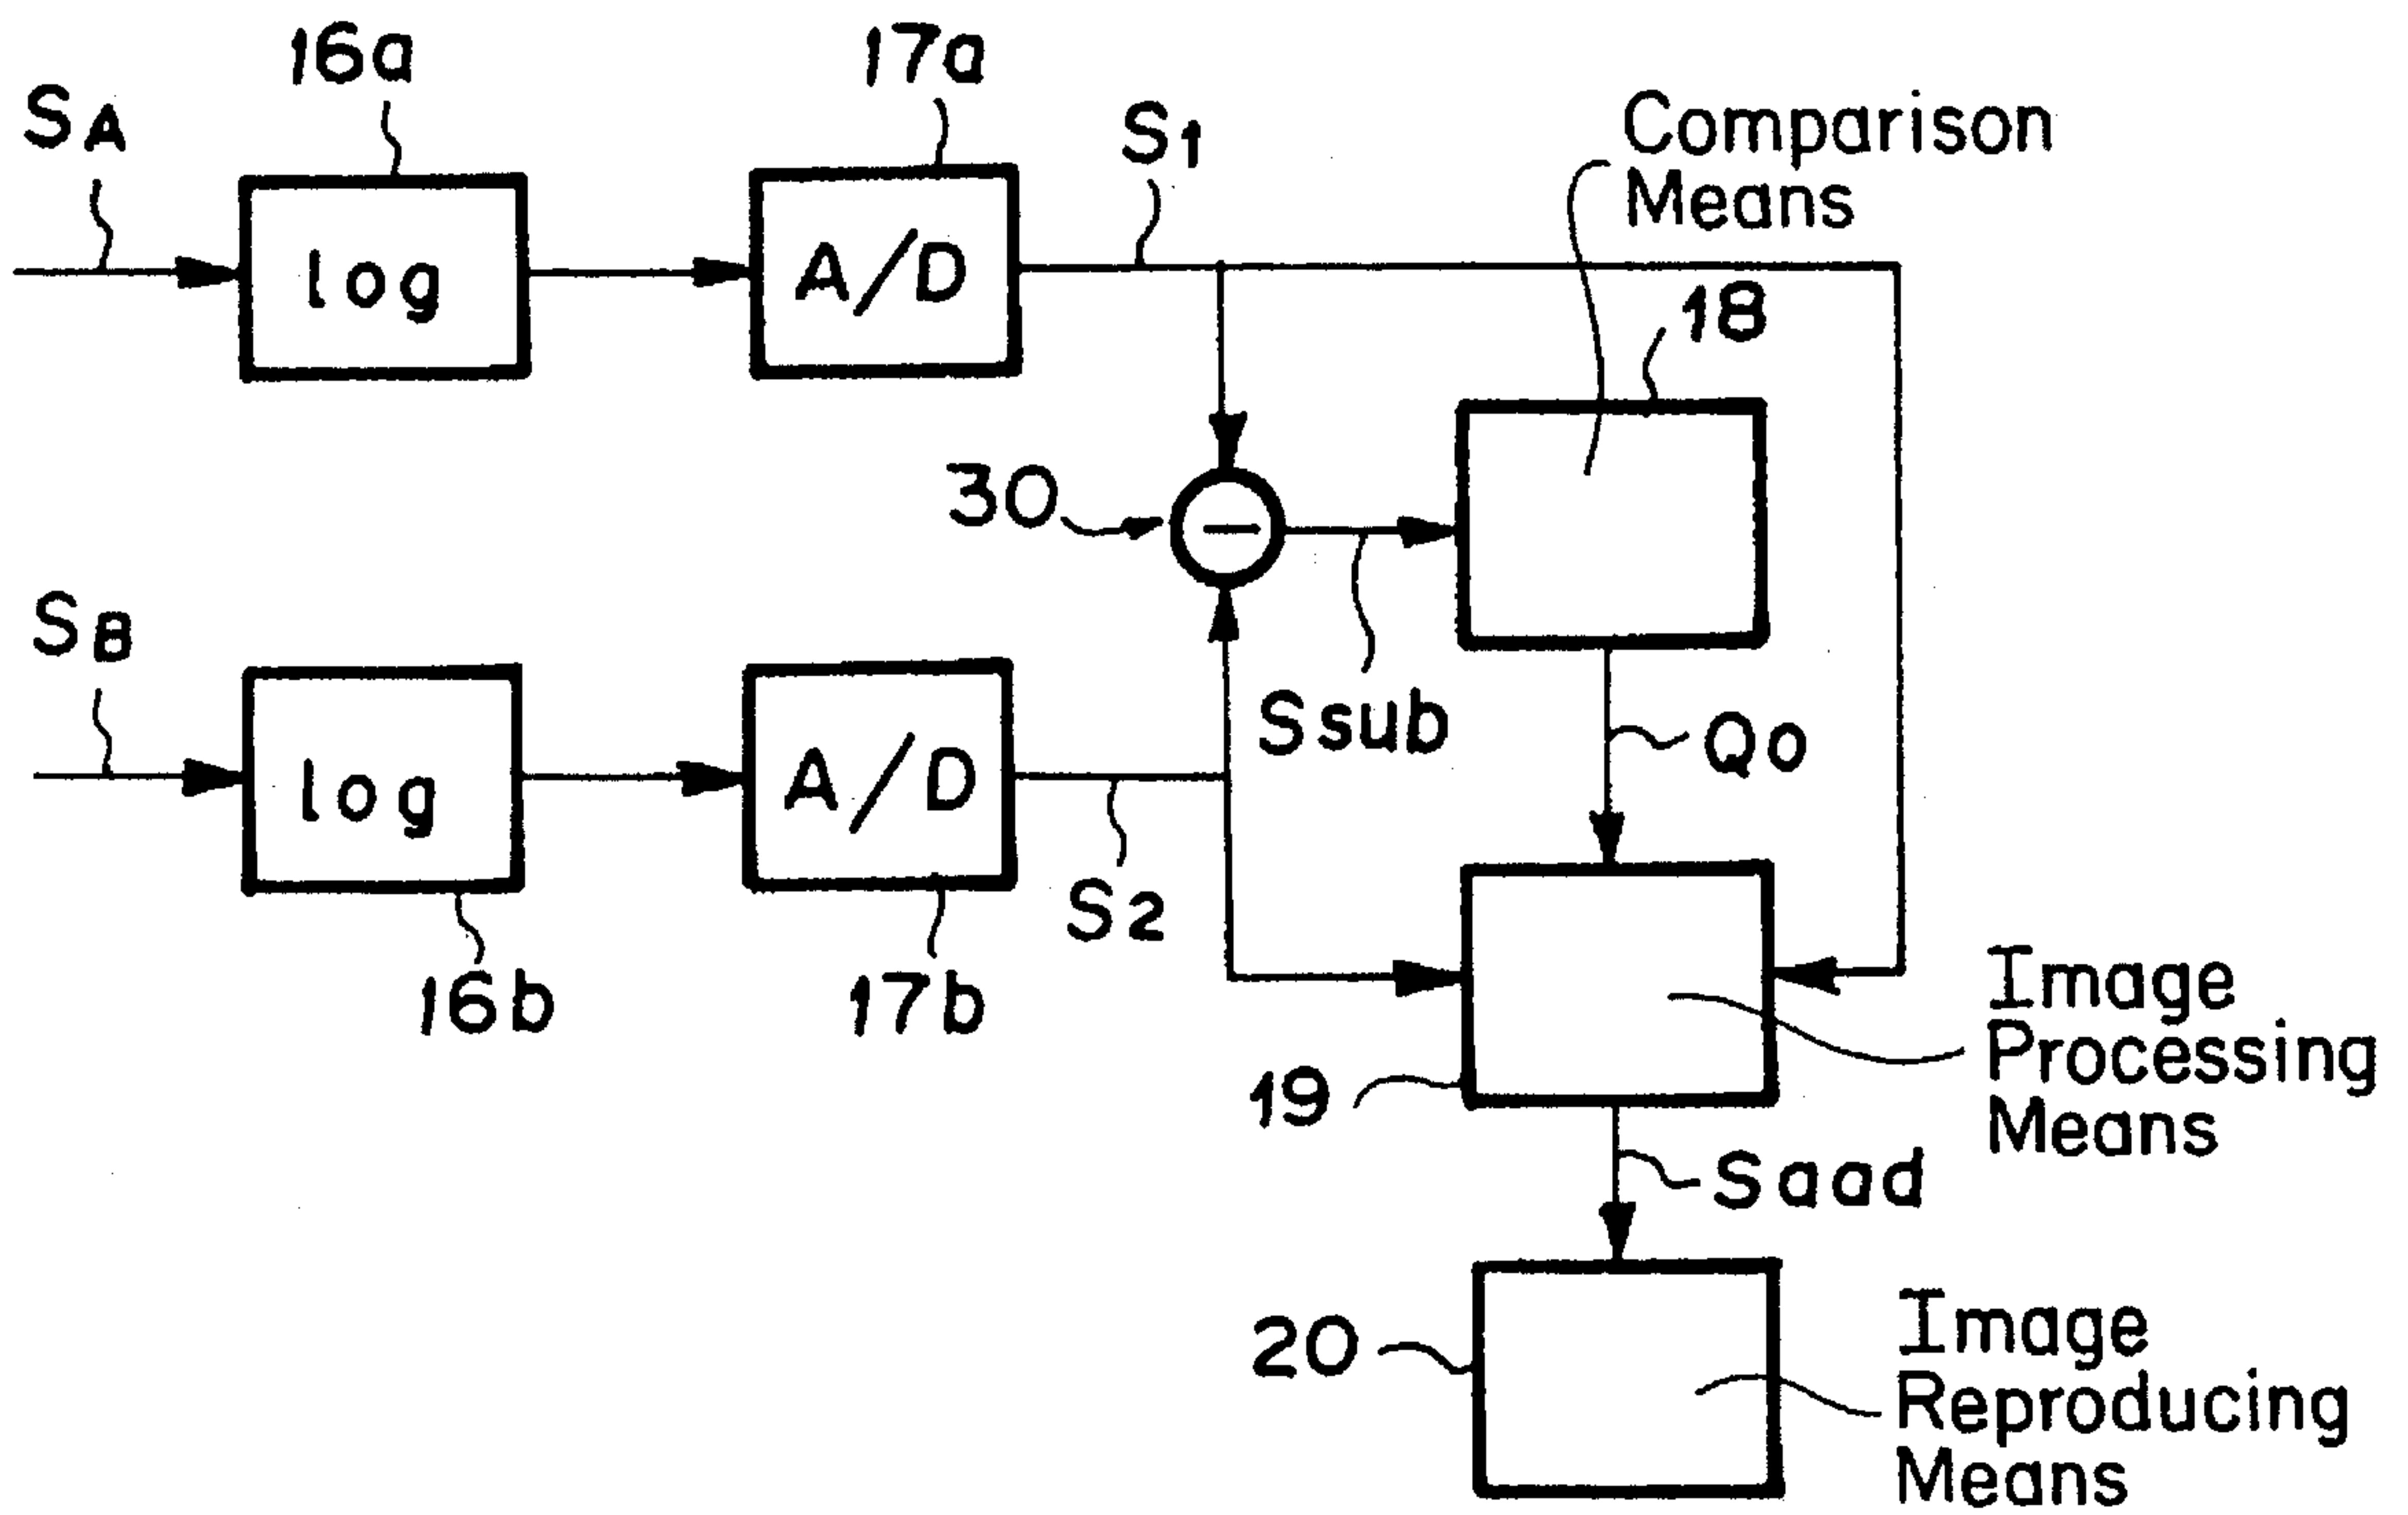 16a
17a
SA
S1
Comparison
Means
log
A/D
18
30
SB
Ssub
Qo
log
A/D
S2
16b
17b
Image
Processing
Means
19
Saad
20
Image
Reproducing
Means